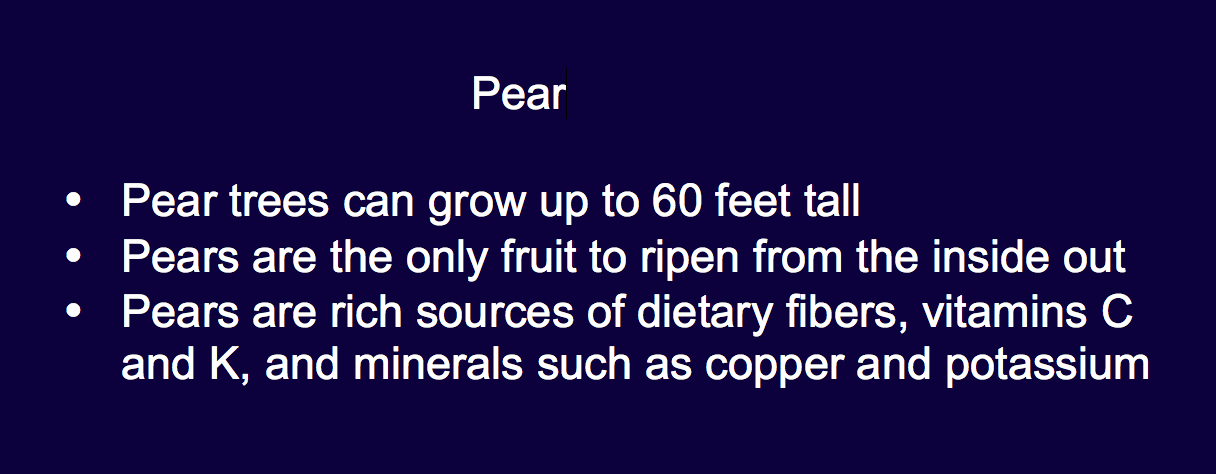 Pear
• Pear trees can grow up to 60 feet tall
• Pears are the only fruit to ripen from the inside out
• Pears are rich sources of dietary fibers, vitamins C
and K, and minerals such as copper and potassium